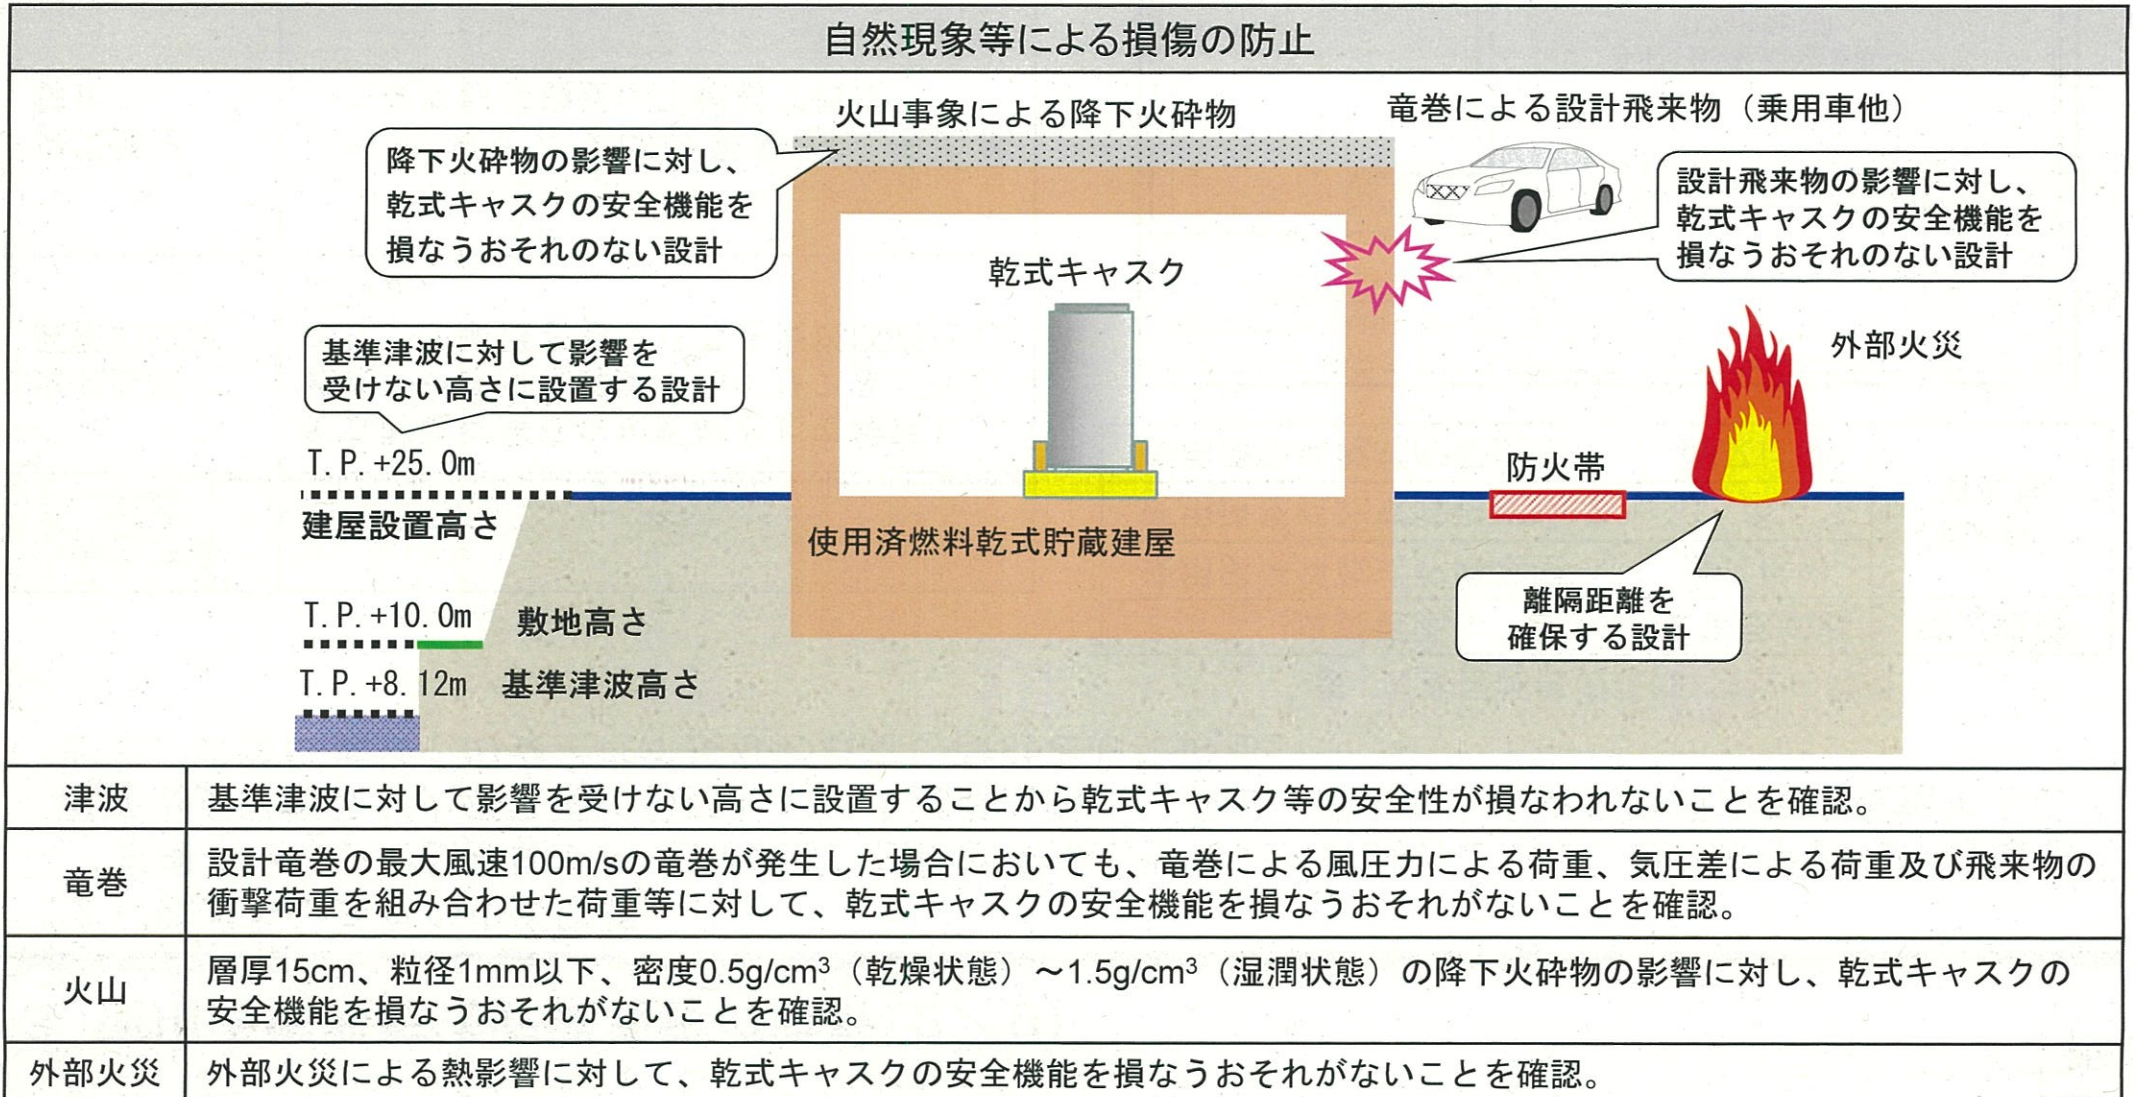 自然現象等による損傷の防止
火山事象による降下火砕物
竜巻による設計飛来物（乗用車他）
降下火砕物の影響に対し、
乾式キャスクの安全機能を
損なうおそれのない設計
設計飛来物の影響に対し、
乾式キャスクの安全機能を
損なうおそれのない設計
乾式キャスク
基準津波に対して影響を
受けない高さに設置する設計
外部火災
T.P.+25.0m
建屋設置高さ
防火帯
使用済燃料乾式貯蔵建屋
離隔距離を
確保する設計
T.P.+10.0m 敷地高さ
T.P.+8.12m 基準津波高さ
津波
基準津波に対して影響を受けない高さに設置することから乾式キャスク等の安全性が損なわれないことを確認。
竜巻
設計竜巻の最大風速100m/sの竜巻が発生した場合においても、竜巻による風圧力による荷重、気圧差による荷重及び飛来物の
衝撃荷重を組み合わせた荷重等に対して、乾式キャスクの安全機能を損なうおそれがないことを確認。
火山
層厚15cm、粒径1mm以下、密度0.5g/cm³（乾燥状態）～1.5g/cm³（湿潤状態）の降下火砕物の影響に対し、乾式キャスクの
安全機能を損なうおそれがないことを確認。
外部火災
外部火災による熱影響に対して、乾式キャスクの安全機能を損なうおそれがないことを確認。